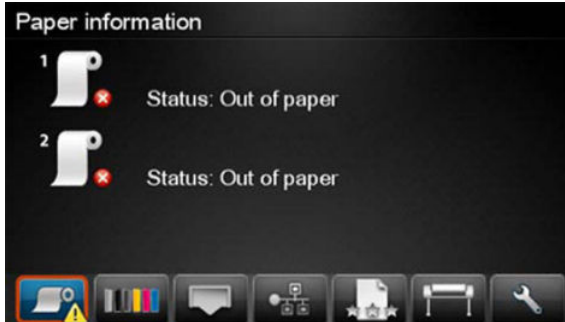 Paper information
1
Status: Out of paper
2
Status: Out of paper